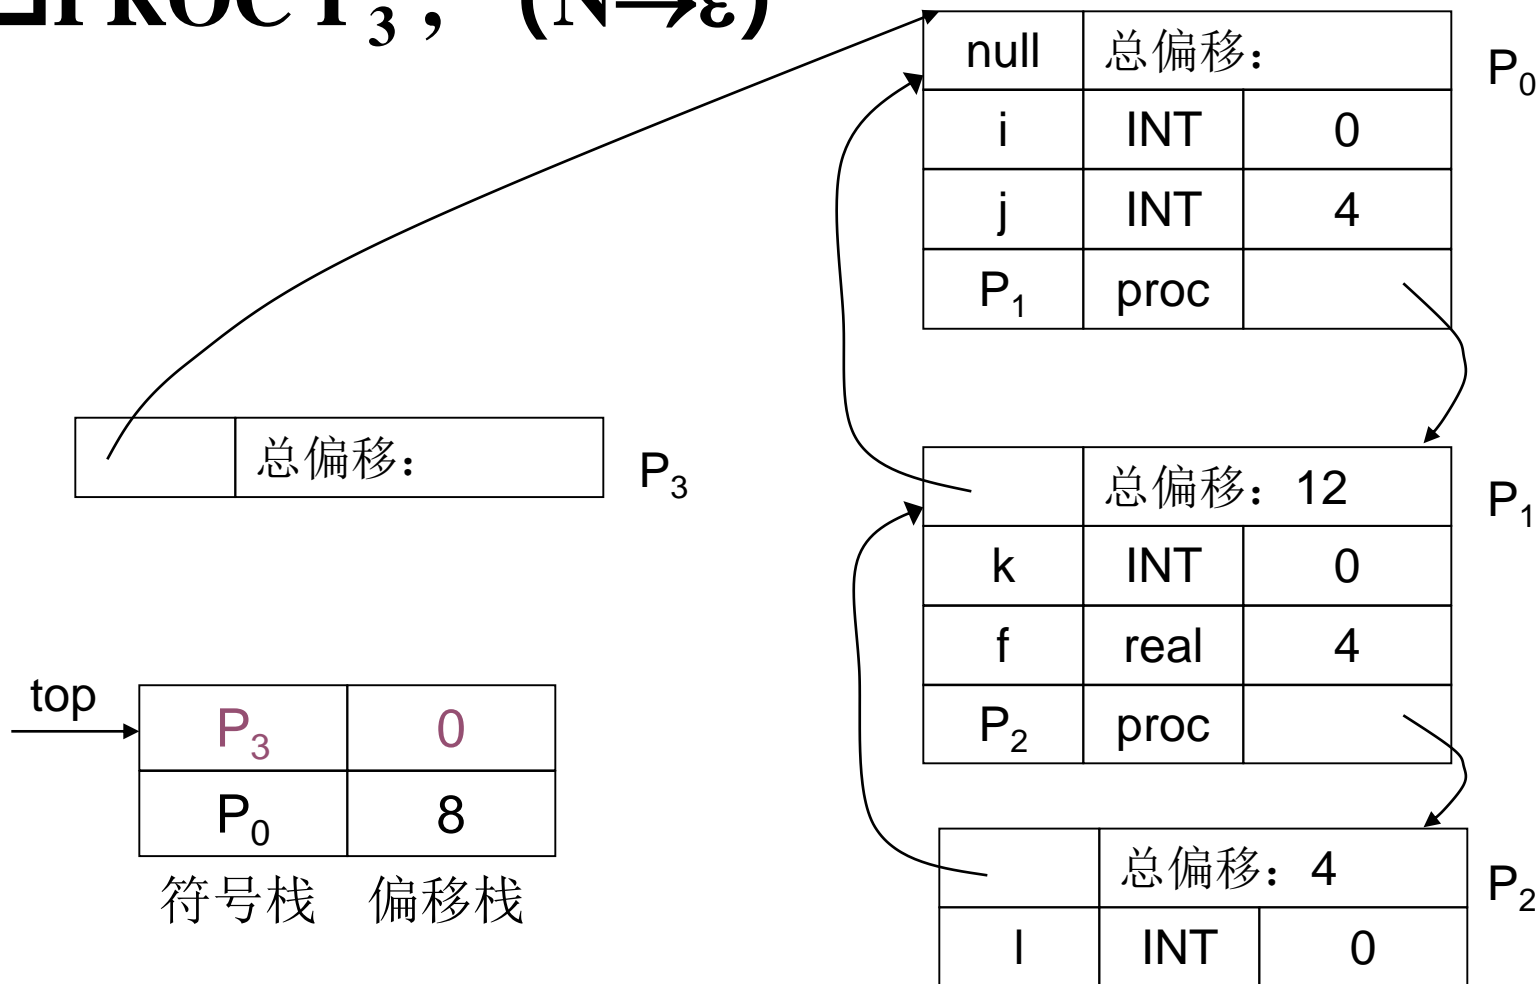 PROC P₃, (N→ε)
null 总偏移： P₀
i INT 0
j INT 4
P₁ proc
总偏移： P₃
总偏移：12 P₁
k INT 0
f real 4
P₂ proc
top
P₃ 0
P₀ 8
符号栈 偏移栈
总偏移：4 P₂
l INT 0